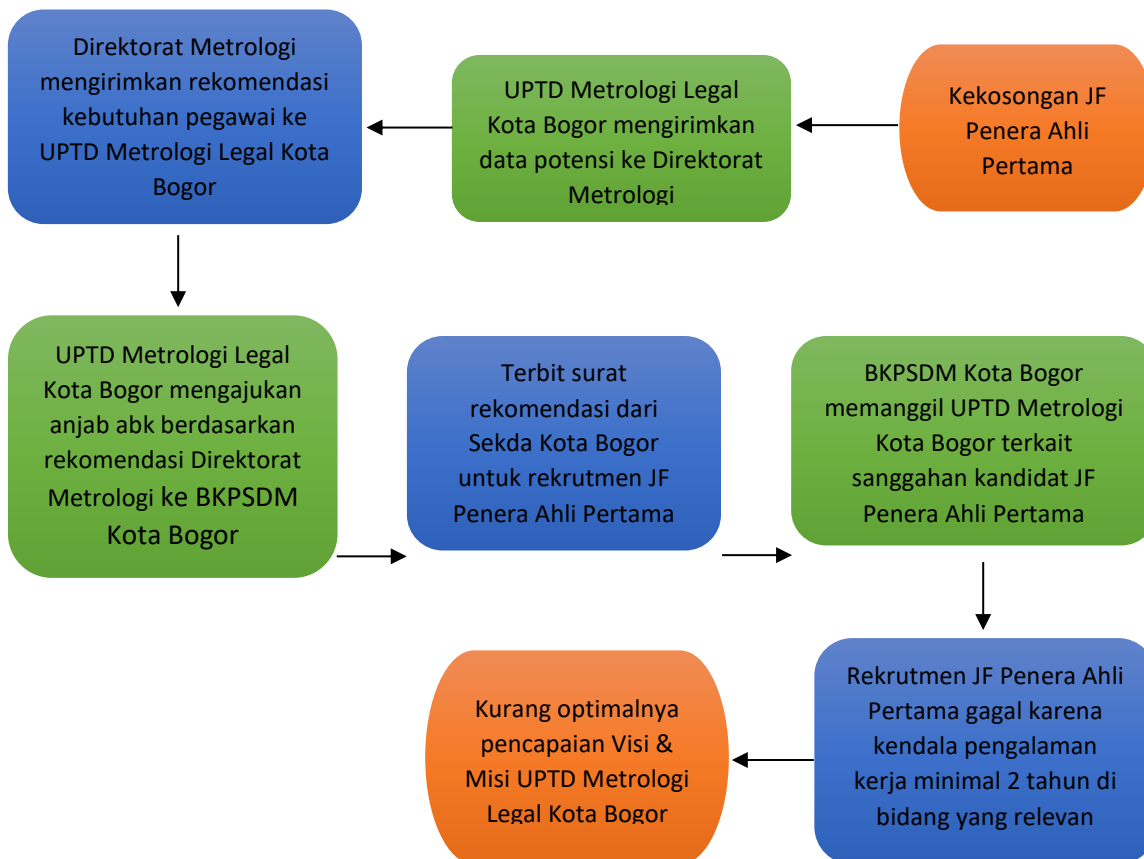 Kekosongan JF
Penera Ahli
Pertama
UPTD Metrologi Legal
Kota Bogor mengirimkan
data potensi ke Direktorat
Metrologi
Direktorat Metrologi
mengirimkan rekomendasi
kebutuhan pegawai ke
UPTD Metrologi Legal Kota
Bogor
UPTD Metrologi Legal
Kota Bogor mengajukan
anjab abk berdasarkan
rekomendasi Direktorat
Metrologi ke BKPSDM
Kota Bogor
Terbit surat
rekomendasi dari
Sekda Kota Bogor
untuk rekrutmen JF
Penera Ahli Pertama
BKPSDM Kota Bogor
memanggil UPTD Metrologi
Kota Bogor terkait
sanggahan kandidat JF
Penera Ahli Pertama
Rekrutmen JF Penera Ahli
Pertama gagal karena
kendala pengalaman
kerja minimal 2 tahun di
bidang yang relevan
Kurang optimalnya
pencapaian Visi &
Misi UPTD Metrologi
Legal Kota Bogor